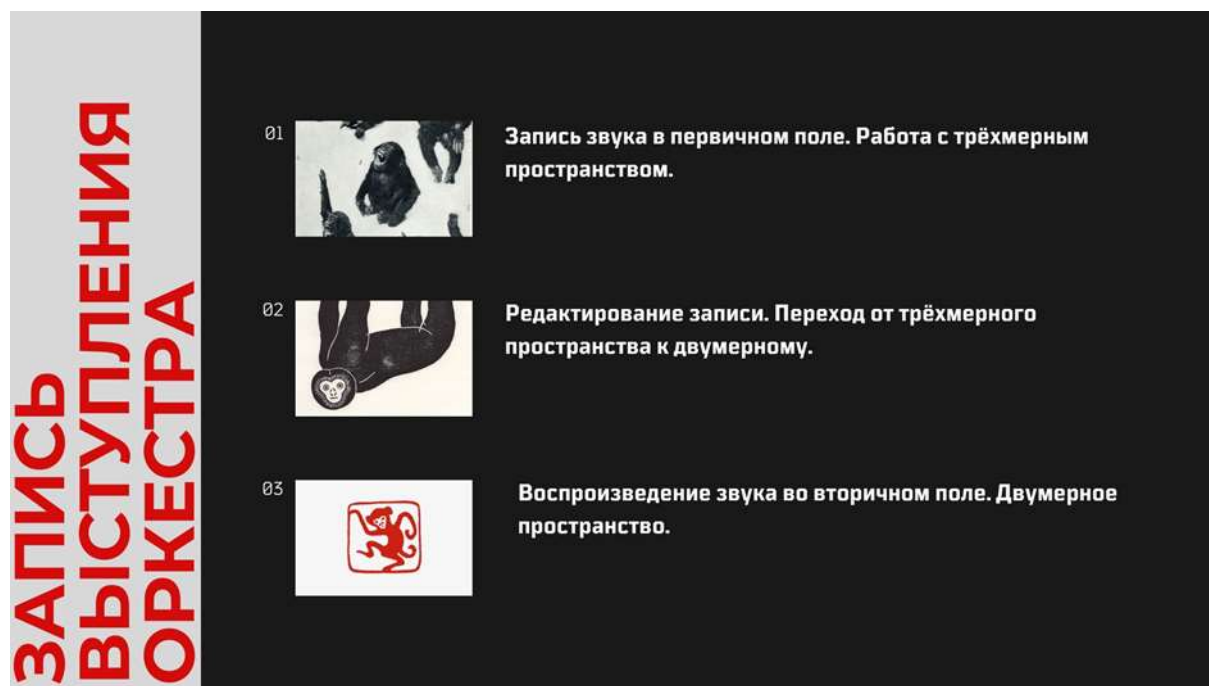 ЗАПИСЬ
ВЫСТУПЛЕНИЯ
ОРКЕСТРА
01
Запись звука в первичном поле. Работа с трёхмерным
пространством.
02
Редактирование записи. Переход от трёхмерного
пространства к двумерному.
03
Воспроизведение звука во вторичном поле. Двумерное
пространство.